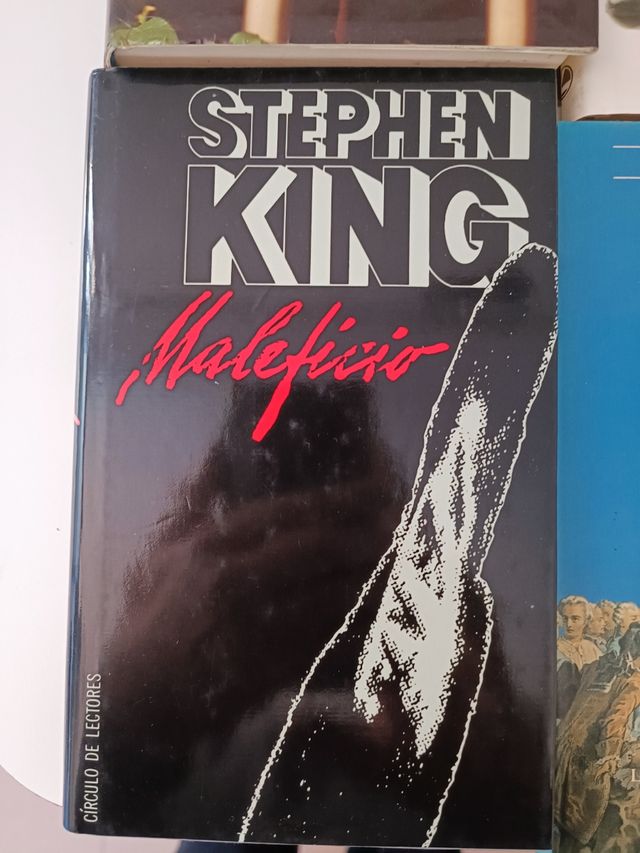 STEPHEN
KING
Maleficio
CÍRCULO DE LECTORES